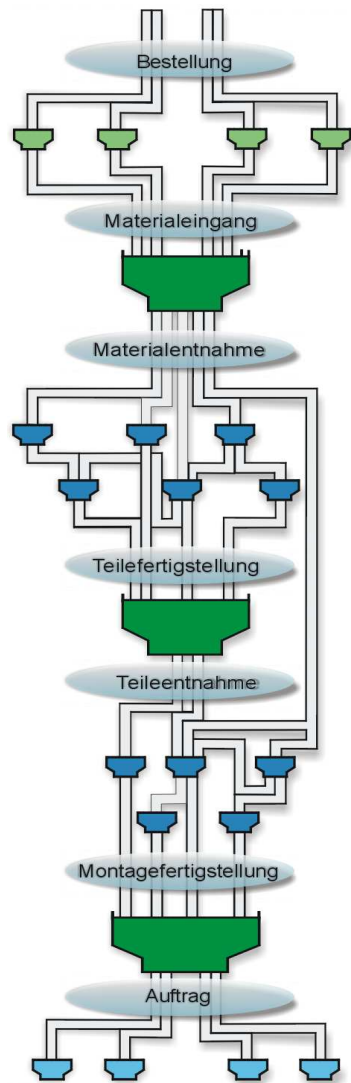 Bestellung
Materialeingang
Materialentnahme
Teilefertigstellung
Teileentnahme
Montagefertigstellung
Auftrag